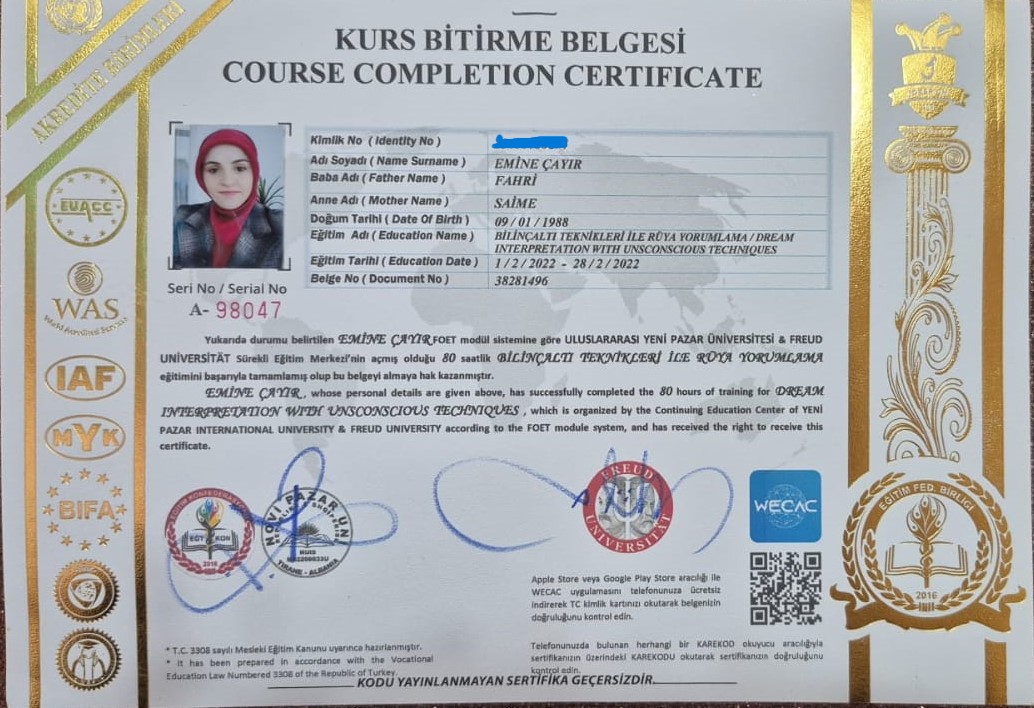 AKREDİTE KURUMLARI
KURS BİTİRME BELGESİ
COURSE COMPLETION CERTIFICATE
Kimlik No ( Identity No )
Adı Soyadı ( Name Surname ) EMİNE ÇAYIR
Baba Adı ( Father Name ) FAHRİ
Anne Adı ( Mother Name ) SAİME
Doğum Tarihi ( Date Of Birth ) 09 / 01 / 1988
Eğitim Adı ( Education Name ) BİLİNÇALTI TEKNİKLERİ İLE RÜYA YORUMLAMA / DREAM
INTERPRETATION WITH UNSCONSCIOUS TECHNIQUES
Eğitim Tarihi ( Education Date ) 1 / 2 / 2022 - 28 / 2 / 2022
Belge No ( Document No ) 38281496
Seri No / Serial No
A- 98047
Yukarıda durumu belirtilen EMİNE ÇAYIR FOET modül sistemine göre ULUSLARARASI YENİ PAZAR ÜNİVERSİTESİ & FREUD
UNİVERSİTÄT Sürekli Eğitim Merkezi'nin açmış olduğu 80 saatlik BİLİNÇALTI TEKNİKLERİ İLE RÜYA YORUMLAMA
eğitimini başarıyla tamamlamış olup bu belgeyi almaya hak kazanmıştır.
EMİNE ÇAYIR, whose personal details are given above, has successfully completed the 80 hours of training for DREAM
INTERPRETATION WITH UNSCONSCIOUS TECHNIQUES , which is organized by the Continuing Education Center of YENİ
PAZAR INTERNATIONAL UNIVERSITY & FREUD UNIVERSITY according to the FOET module system, and has received the right to receive this
certificate.
EUACC
WAS
World Accredited Services
IAF
MYK
BIFA
EĞİTİM KONFEDERASYONU
EGT KON
2016
NOVI PAZAR UN
REPUBLIKA E SHQIPERISE
NUIS
TIRANE - ALBANIA
FREUD
UNİVERSİTÄT
WECAC
EĞİTİM FED. BİRLİĞİ
2016
Apple Store veya Google Play Store aracılığı ile
WECAC uygulamasını telefonunuza ücretsiz
indirerek TC kimlik kartınızı okutarak belgenizin
doğruluğunu kontrol edin.
Telefonunuzda bulunan herhangi bir KAREKOD okuyucu aracılığıyla
sertifikanızın üzerindeki KAREKODU okutarak sertifikanızın doğruluğunu
kontrol edin.
* T.C. 3308 sayılı Mesleki Eğitim Kanunu uyarınca hazırlanmıştır.
* It has been prepared in accordance with the Vocational
Education Law Numbered 3308 of the Republic of Turkey.
KODU YAYINLANMAYAN SERTİFİKA GEÇERSİZDİR.